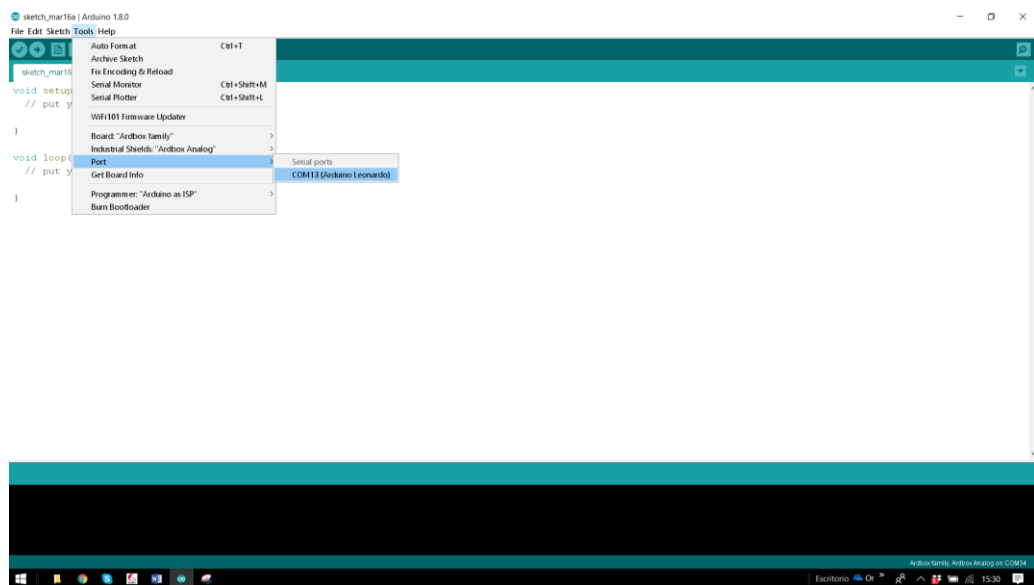 sketch_mar16a | Arduino 1.8.0
File Edit Sketch Tools Help
sketch_mar16
Auto Format Ctrl+T
Archive Sketch
Fix Encoding & Reload
Serial Monitor Ctrl+Shift+M
Serial Plotter Ctrl+Shift+L
WiFi101 Firmware Updater
Board: "Ardbox family"
Industrial Shields: "Ardbox Analog"
Port
Get Board Info
Programmer: "Arduino as ISP"
Burn Bootloader
Serial ports
COM13 (Arduino Leonardo)
void setup
// put y
}
void loop(
// put y
}
Ardbox family, Ardbox Analog on COM34
Escritorio Or » 15:30